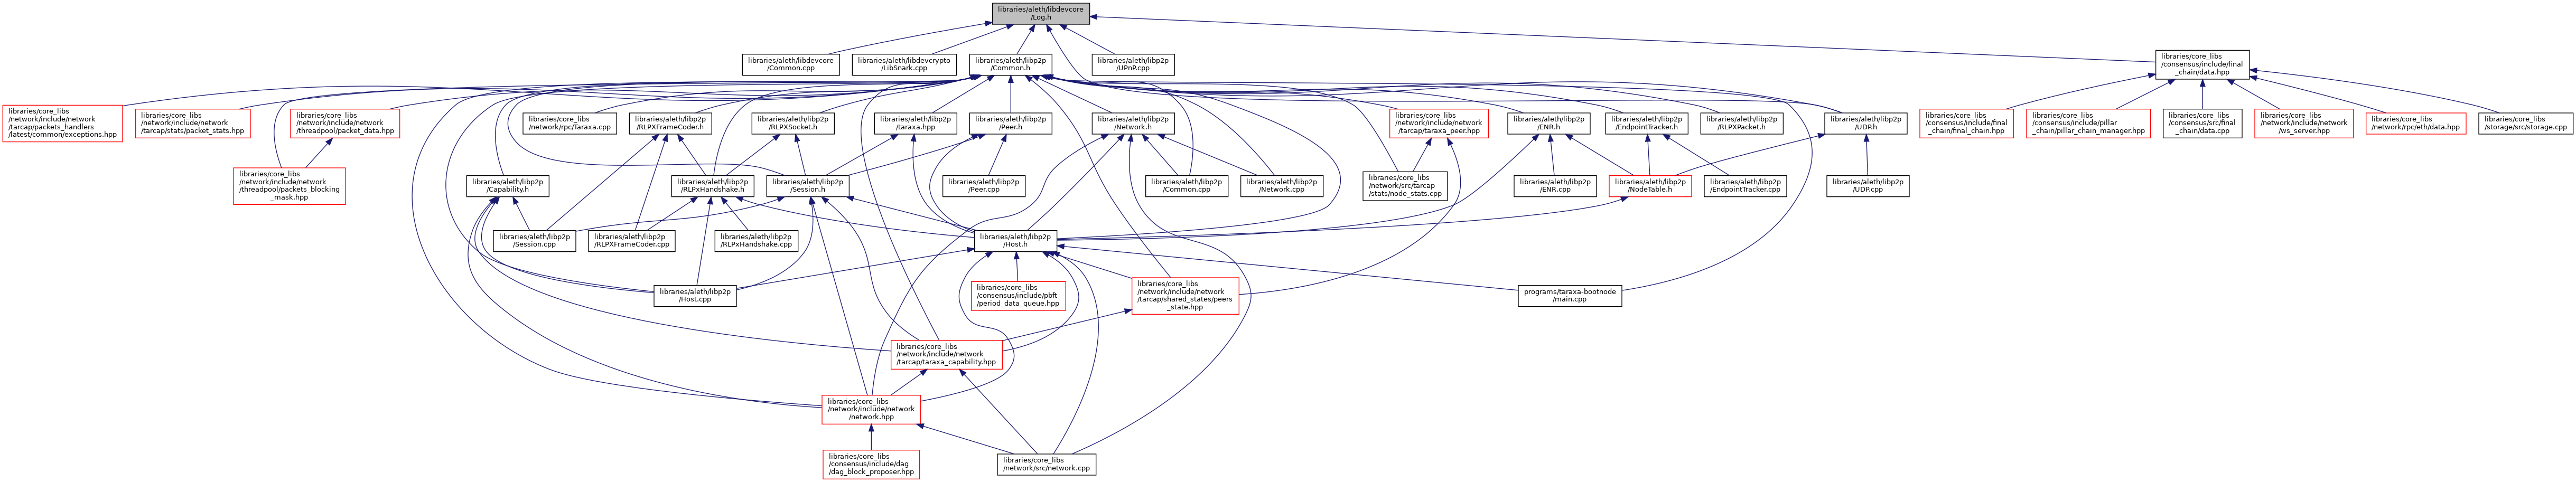 libraries/aleth/libdevcore
/Log.h
libraries/aleth/libdevcore
/Common.cpp
libraries/aleth/libdevcrypto
/LibSnark.cpp
libraries/aleth/libp2p
/Common.h
libraries/aleth/libp2p
/UPnP.cpp
libraries/core_libs
/consensus/include/final
_chain/data.hpp
libraries/core_libs
/network/include/network
/tarcap/packets_handlers
/latest/common/exceptions.hpp
libraries/core_libs
/network/include/network
/tarcap/stats/packet_stats.hpp
libraries/core_libs
/network/include/network
/threadpool/packet_data.hpp
libraries/core_libs
/network/rpc/Taraxa.cpp
libraries/aleth/libp2p
/RLPXFrameCoder.h
libraries/aleth/libp2p
/RLPXSocket.h
libraries/aleth/libp2p
/taraxa.hpp
libraries/aleth/libp2p
/Peer.h
libraries/aleth/libp2p
/Network.h
libraries/core_libs
/network/include/network
/tarcap/taraxa_peer.hpp
libraries/aleth/libp2p
/ENR.h
libraries/aleth/libp2p
/EndpointTracker.h
libraries/aleth/libp2p
/RLPXPacket.h
libraries/aleth/libp2p
/UDP.h
libraries/core_libs
/consensus/include/final
_chain/final_chain.hpp
libraries/core_libs
/consensus/include/pillar
_chain/pillar_chain_manager.hpp
libraries/core_libs
/consensus/src/final
_chain/data.cpp
libraries/core_libs
/network/include/network
/ws_server.hpp
libraries/core_libs
/network/rpc/eth/data.hpp
libraries/core_libs
/storage/src/storage.cpp
libraries/core_libs
/network/include/network
/threadpool/packets_blocking
_mask.hpp
libraries/aleth/libp2p
/Capability.h
libraries/aleth/libp2p
/RLPxHandshake.h
libraries/aleth/libp2p
/Session.h
libraries/aleth/libp2p
/Peer.cpp
libraries/aleth/libp2p
/Common.cpp
libraries/aleth/libp2p
/Network.cpp
libraries/core_libs
/network/src/tarcap
/stats/node_stats.cpp
libraries/aleth/libp2p
/ENR.cpp
libraries/aleth/libp2p
/NodeTable.h
libraries/aleth/libp2p
/EndpointTracker.cpp
libraries/aleth/libp2p
/UDP.cpp
libraries/aleth/libp2p
/Session.cpp
libraries/aleth/libp2p
/RLPXFrameCoder.cpp
libraries/aleth/libp2p
/RLPxHandshake.cpp
libraries/aleth/libp2p
/Host.h
libraries/aleth/libp2p
/Host.cpp
libraries/core_libs
/consensus/include/pbft
/period_data_queue.hpp
libraries/core_libs
/network/include/network
/tarcap/shared_states/peers
_state.hpp
programs/taraxa-bootnode
/main.cpp
libraries/core_libs
/network/include/network
/tarcap/taraxa_capability.hpp
libraries/core_libs
/network/include/network
/network.hpp
libraries/core_libs
/consensus/include/dag
/dag_block_proposer.hpp
libraries/core_libs
/network/src/network.cpp